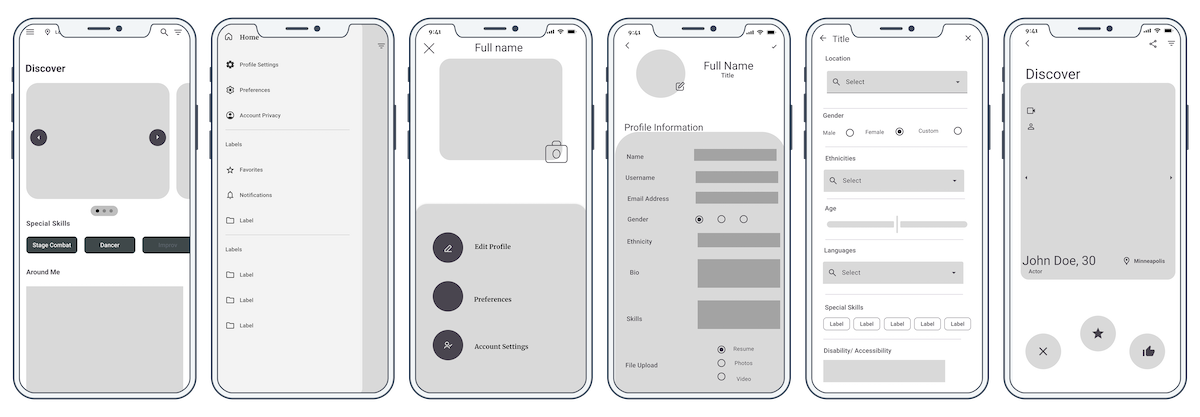 Discover
Special Skills
Stage Combat
Dancer
Around Me
Home
Profile Settings
Preferences
Account Privacy
Labels
Favorites
Notifications
Label
Labels
Label
Label
Label
9:41
Full name
Edit Profile
Preferences
Account Settings
9:41
Full Name
Title
Profile Information
Name
Username
Email Address
Gender
Ethnicity
Bio
Skills
File Upload
Resume
Photos
Video
Title
Location
Select
Gender
Male
Female
Custom
Ethnicities
Select
Age
Languages
Select
Special Skills
Label
Label
Label
Label
Label
Disability/ Accessibility
9:41
Discover
John Doe, 30
Minneapolis
Actor